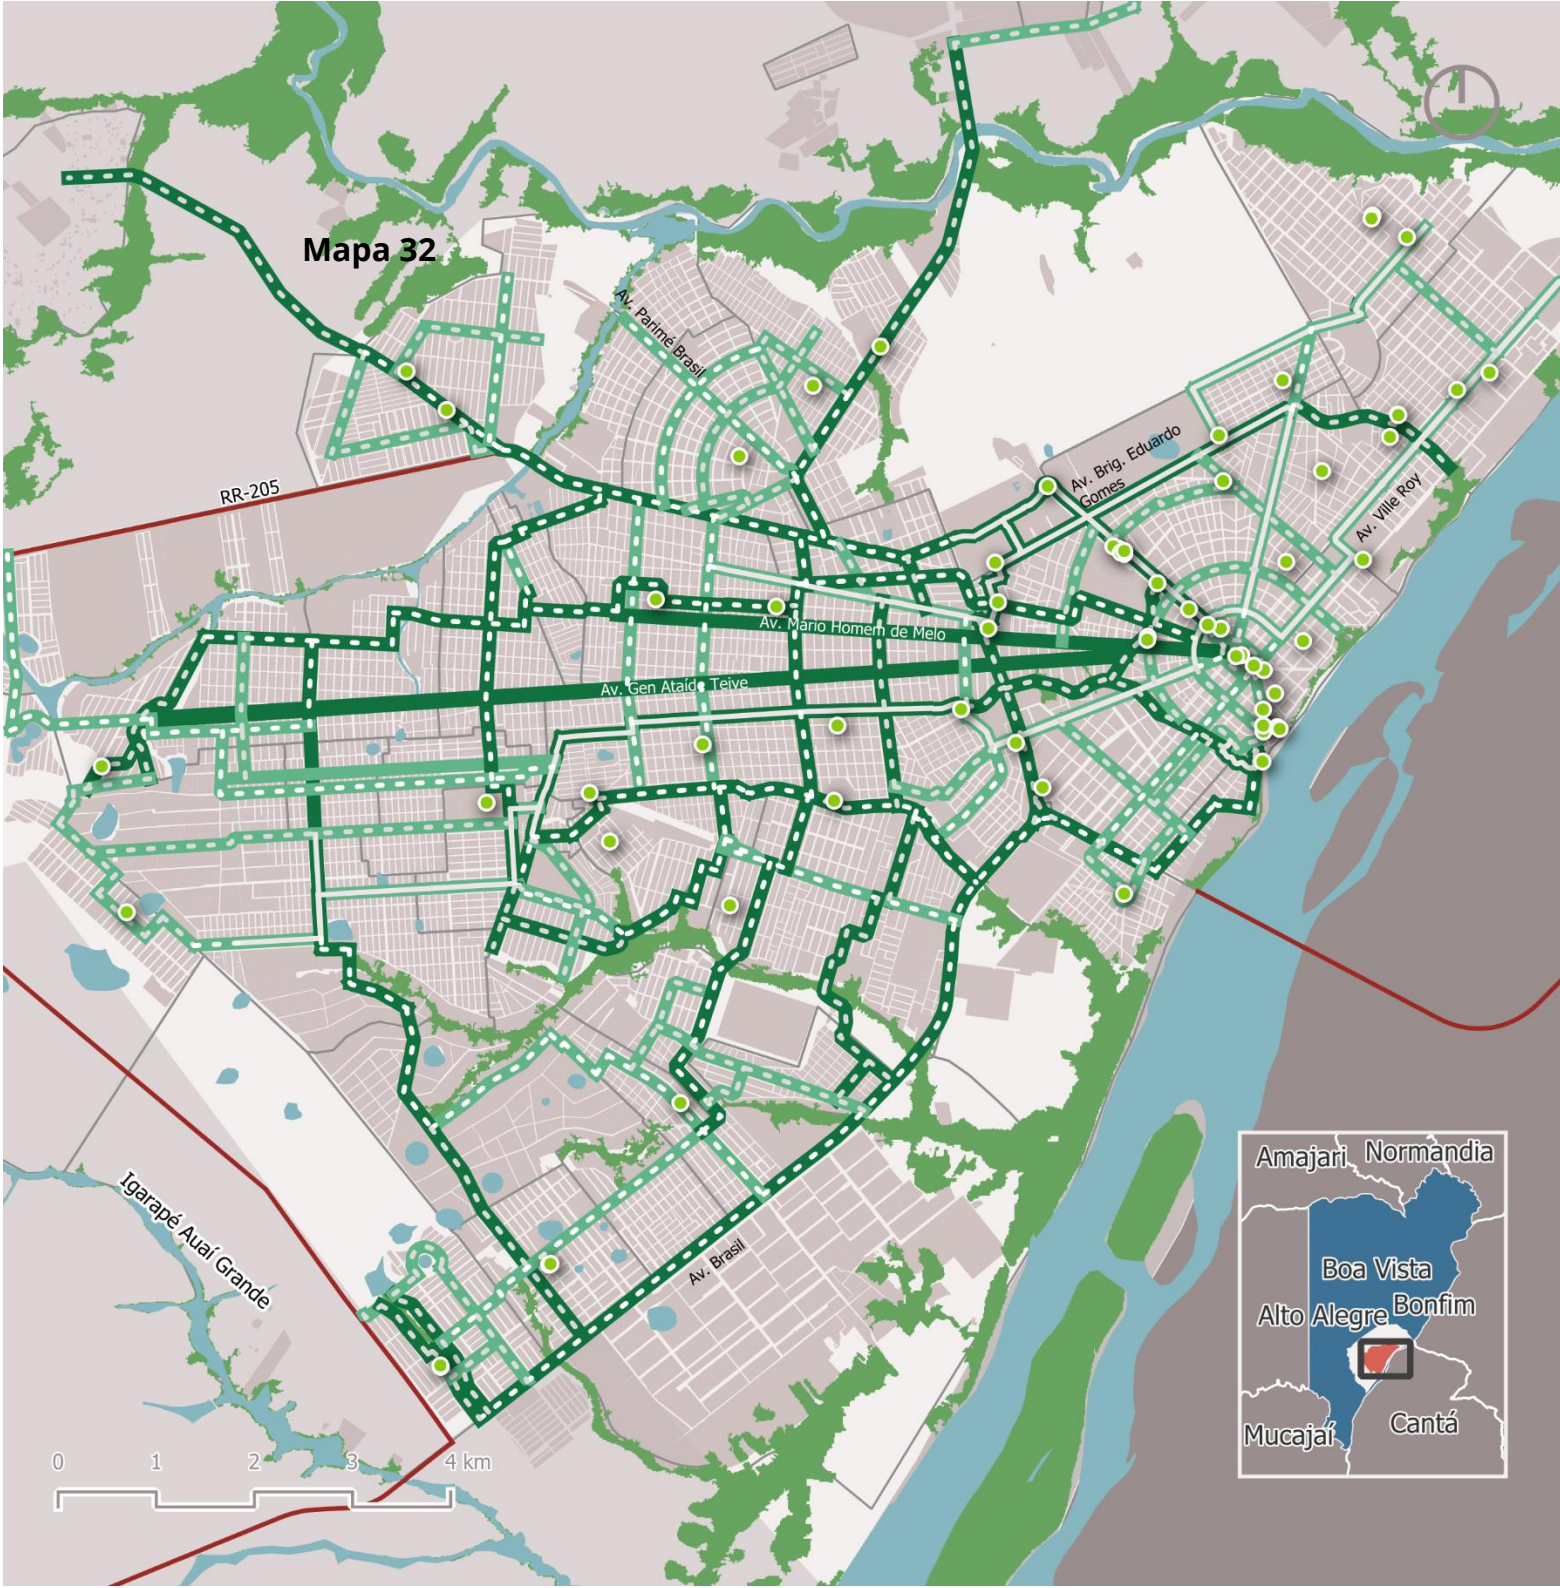 Mapa 32
Av. Parimé Brasil
RR-205
Av. Brig. Eduardo
Gomes
Av. Ville Roy
Av. Mario Homem de Melo
Av. Gen Ataíde Teive
Av. Brasil
Igarapé Auaí Grande
0 1 2 3 4 km
Amajari Normandia
Boa Vista
Alto Alegre Bonfim
Mucajaí Cantá